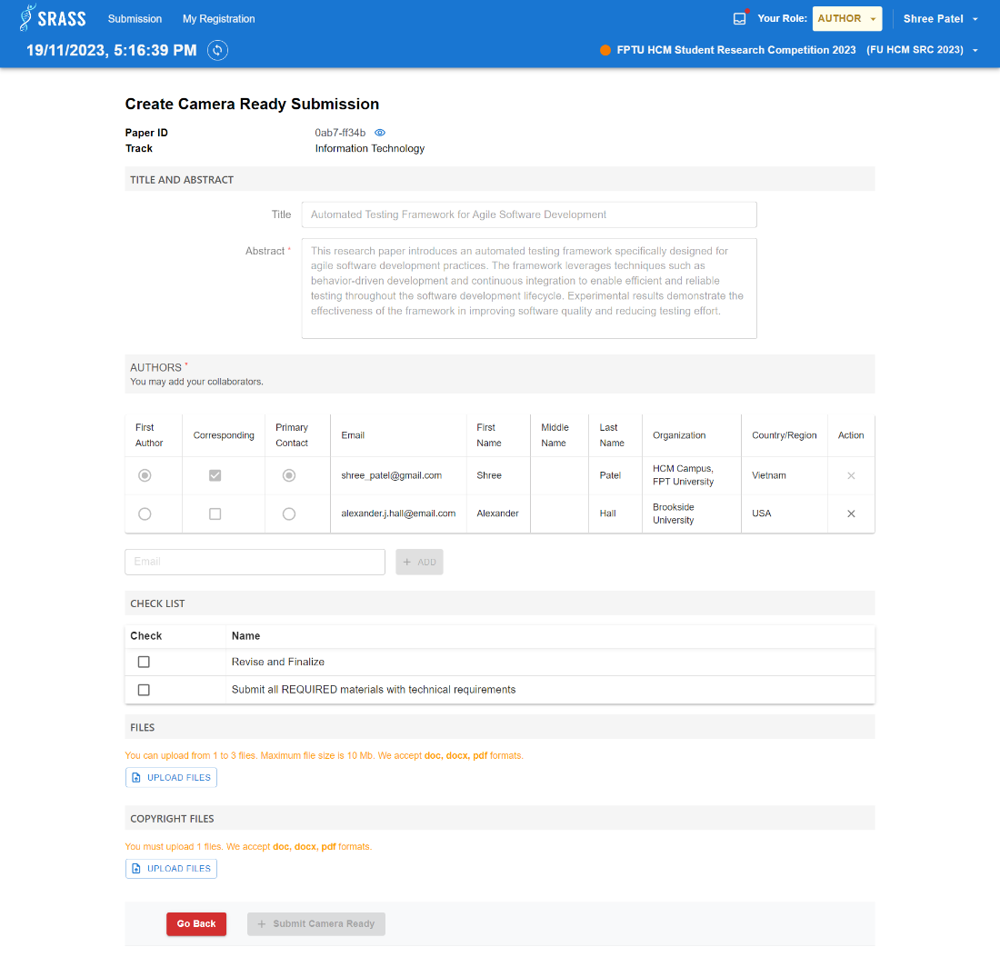 SRASS Submission My Registration Your Role: AUTHOR Shree Patel
19/11/2023, 5:16:39 PM FPTU HCM Student Research Competition 2023 (FU HCM SRC 2023)
Create Camera Ready Submission
Paper ID 0ab7-ff34b
Track Information Technology
TITLE AND ABSTRACT
Title Automated Testing Framework for Agile Software Development
Abstract * This research paper introduces an automated testing framework specifically designed for
agile software development practices. The framework leverages techniques such as
behavior-driven development and continuous integration to enable efficient and reliable
testing throughout the software development lifecycle. Experimental results demonstrate the
effectiveness of the framework in improving software quality and reducing testing effort.
AUTHORS *
You may add your collaborators.
First Author Corresponding Primary Contact Email First Name Middle Name Last Name Organization Country/Region Action
shree_patel@gmail.com Shree Patel HCM Campus, FPT University Vietnam
alexander.j.hall@email.com Alexander Hall Brookside University USA
Email + ADD
CHECK LIST
Check Name
Revise and Finalize
Submit all REQUIRED materials with technical requirements
FILES
You can upload from 1 to 3 files. Maximum file size is 10 Mb. We accept doc, docx, pdf formats.
UPLOAD FILES
COPYRIGHT FILES
You must upload 1 files. We accept doc, docx, pdf formats.
UPLOAD FILES
Go Back + Submit Camera Ready